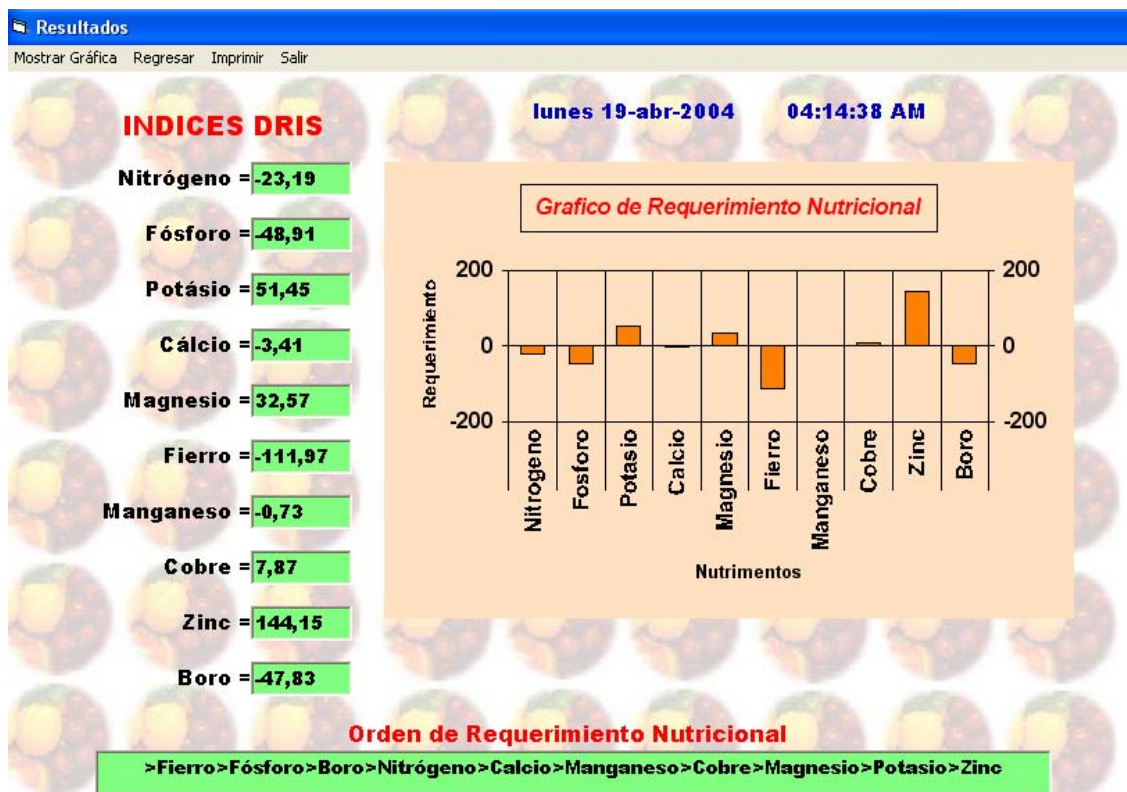 Resultados
Mostrar Gráfica Regresar Imprimir Salir
INDICES DRIS
lunes 19-abr-2004 04:14:38 AM
Nitrógeno = -23,19
Fósforo = -48,91
Potásio = 51,45
Cálcio = -3,41
Magnesio = 32,57
Fierro = -111,97
Manganeso = -0,73
Cobre = 7,87
Zinc = 144,15
Boro = -47,83
Grafico de Requerimiento Nutricional
Requerimiento
200 200
0 0
-200 -200
Nitrogeno
Fosforo
Potasio
Calcio
Magnesio
Fierro
Manganeso
Cobre
Zinc
Boro
Nutrimentos
Orden de Requerimiento Nutricional
>Fierro>Fósforo>Boro>Nitrógeno>Calcio>Manganeso>Cobre>Magnesio>Potasio>Zinc